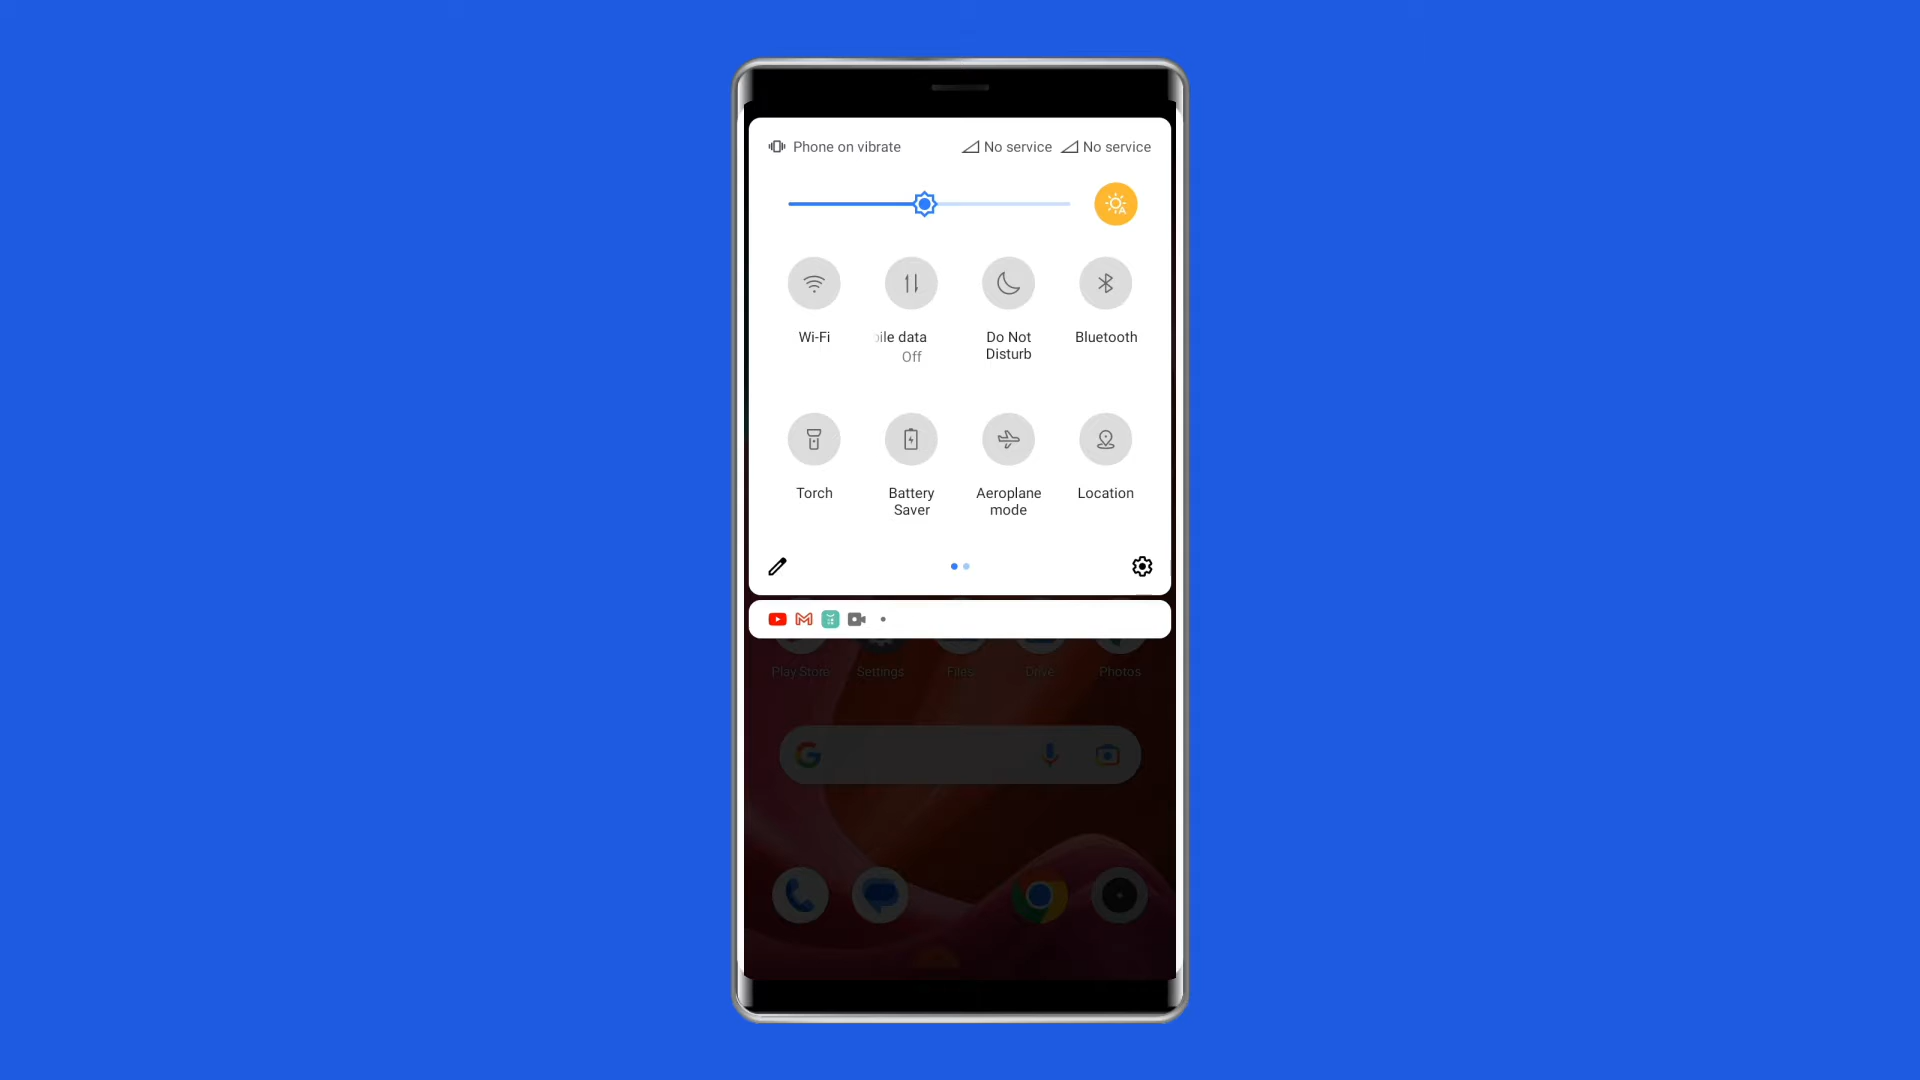 Phone on vibrate No service No service
Wi-Fi ile data Do Not Bluetooth
Off Disturb
Torch Battery Aeroplane Location
Saver mode
Play Store Settings Files Drive Photos